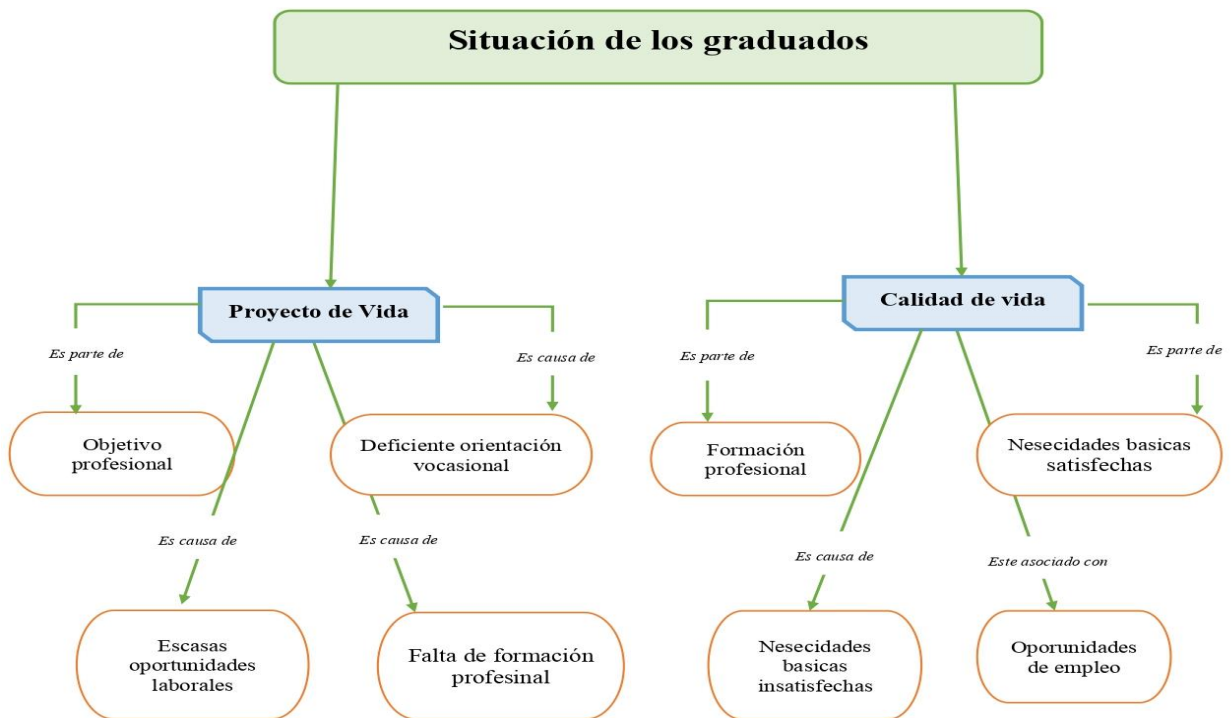 Situación de los graduados
Proyecto de Vida
Calidad de vida
Es parte de
Es causa de
Es parte de
Es parte de
Objetivo
profesional
Deficiente orientación
vocasional
Formación
profesional
Nesecidades basicas
satisfechas
Es causa de
Es causa de
Es causa de
Este asociado con
Escasas
oportunidades
laborales
Falta de formación
profesinal
Nesecidades
basicas
insatisfechas
Oporunidades
de empleo